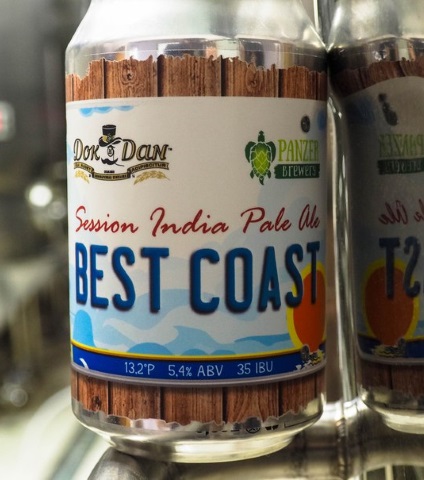 DOK DAN
PANZER
BREWERY
Session India Pale Ale
BEST COAST
13,2°P 5,4% ABV 35 IBU